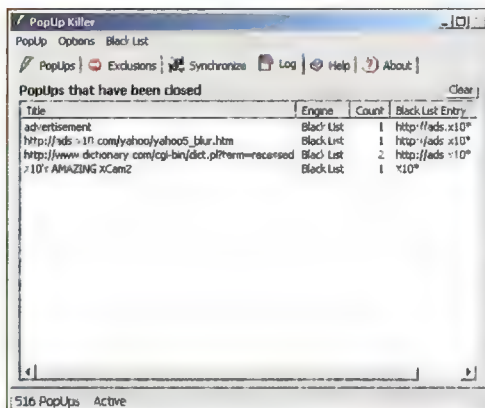 PopUp Killer
PopUp Options Black List
PopUps Exclusions Synchronize Log Help About
PopUps that have been closed Clear
Title Engine Count Black List Entry
advertisement Black List 1 http://ads.x10*
http://ads x10 com/yahoo/yahoo5_blur.htm Black List 1 http://ads x10*
http://www dictionary com/cgi-bin/dict.pl?term=recessed Black List 2 http://ads x10*
x10's AMAZING XCam2 Black List 1 x10*
516 PopUps Active